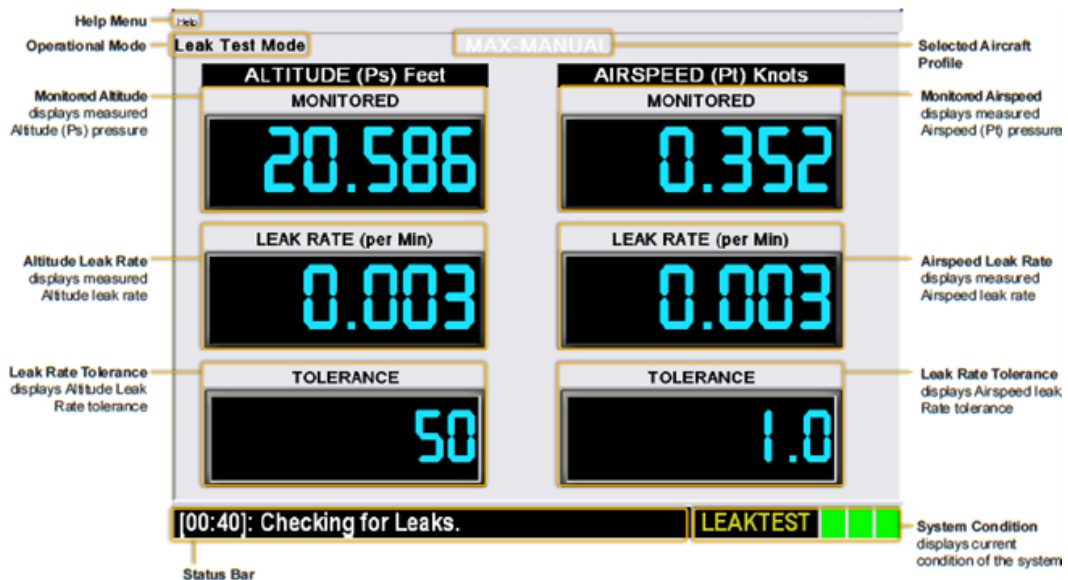 Help Menu
Help
Operational Mode
Leak Test Mode
MAX-MANUAL
Selected Aircraft
Profile
ALTITUDE (Ps) Feet
AIRSPEED (Pt) Knots
Monitored Altitude
displays measured
Altitude (Ps) pressure
MONITORED
20.586
MONITORED
0.352
Monitored Airspeed
displays measured
Airspeed (Pt) pressure
Altitude Leak Rate
displays measured
Altitude leak rate
LEAK RATE (per Min)
0.003
LEAK RATE (per Min)
0.003
Airspeed Leak Rate
displays measured
Airspeed leak rate
Leak Rate Tolerance
displays Altitude Leak
Rate tolerance
TOLERANCE
50
TOLERANCE
1.0
Leak Rate Tolerance
displays Airspeed leak
Rate tolerance
[00:40]: Checking for Leaks.
LEAKTEST
System Condition
displays current
condition of the system
Status Bar